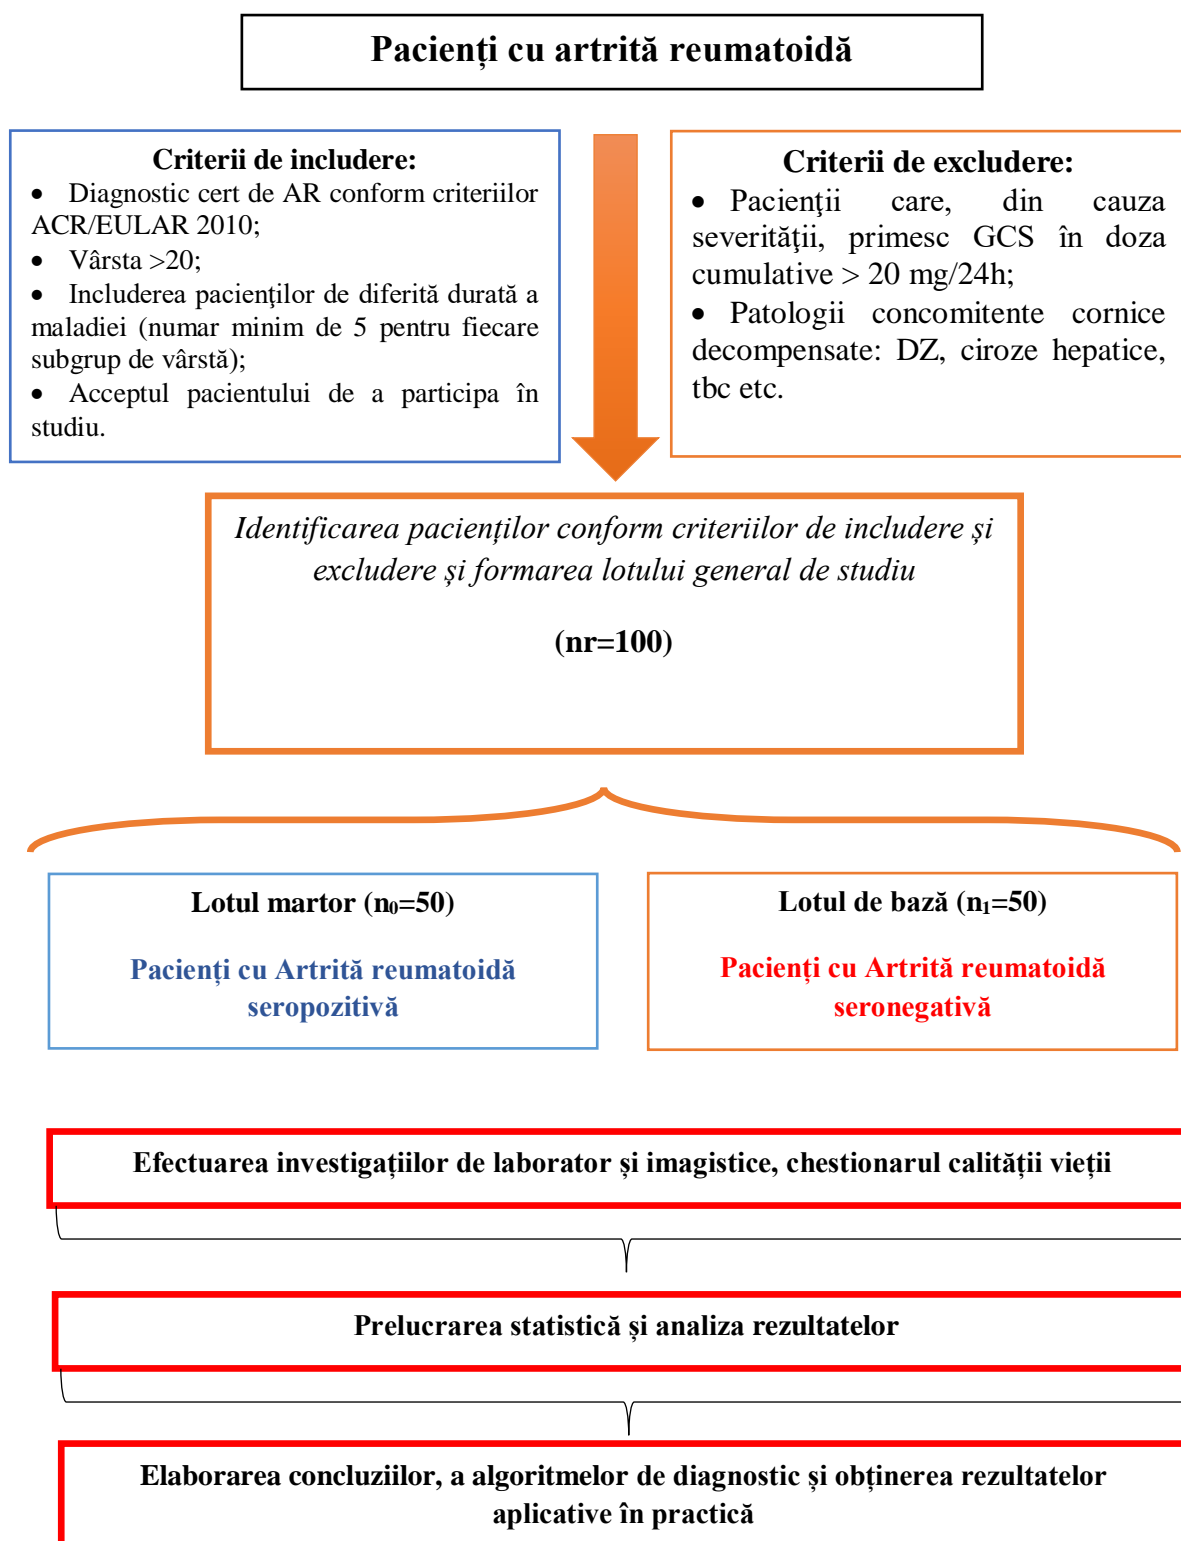 Pacienți cu artrită reumatoidă
Criterii de includere:
• Diagnostic cert de AR conform criteriilor
ACR/EULAR 2010;
• Vârsta >20;
• Includerea pacienţilor de diferită durată a
maladiei (numar minim de 5 pentru fiecare
subgrup de vârstă);
• Acceptul pacientului de a participa în
studiu.
Criterii de excludere:
• Pacienţii care, din cauza
severităţii, primesc GCS în doza
cumulative > 20 mg/24h;
• Patologii concomitente cornice
decompensate: DZ, ciroze hepatice,
tbc etc.
Identificarea pacienților conform criteriilor de includere și
excludere și formarea lotului general de studiu
(nr=100)
Lotul martor (n₀=50)
Pacienți cu Artrită reumatoidă
seropozitivă
Lotul de bază (n₁=50)
Pacienți cu Artrită reumatoidă
seronegativă
Efectuarea investigațiilor de laborator și imagistice, chestionarul calității vieții
Prelucrarea statistică și analiza rezultatelor
Elaborarea concluziilor, a algoritmelor de diagnostic și obținerea rezultatelor
aplicative în practică